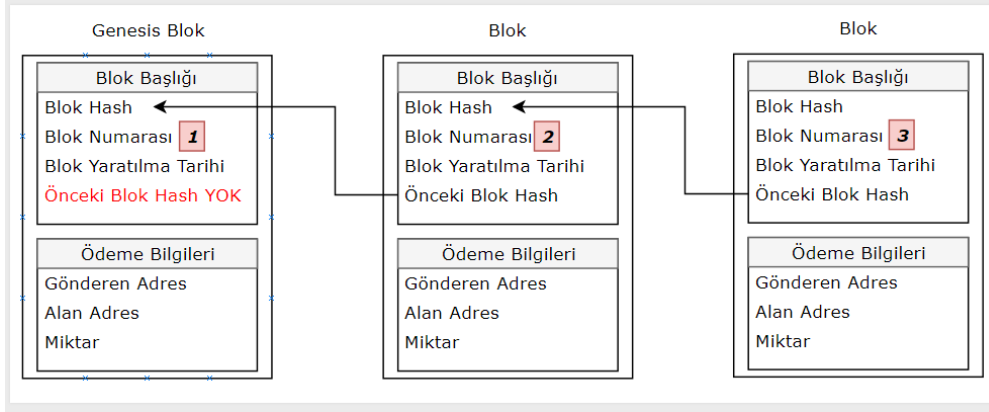 Genesis Blok
Blok Başlığı
Blok Hash
Blok Numarası 1
Blok Yaratılma Tarihi
Önceki Blok Hash YOK
Ödeme Bilgileri
Gönderen Adres
Alan Adres
Miktar
Blok
Blok Başlığı
Blok Hash
Blok Numarası 2
Blok Yaratılma Tarihi
Önceki Blok Hash
Ödeme Bilgileri
Gönderen Adres
Alan Adres
Miktar
Blok
Blok Başlığı
Blok Hash
Blok Numarası 3
Blok Yaratılma Tarihi
Önceki Blok Hash
Ödeme Bilgileri
Gönderen Adres
Alan Adres
Miktar